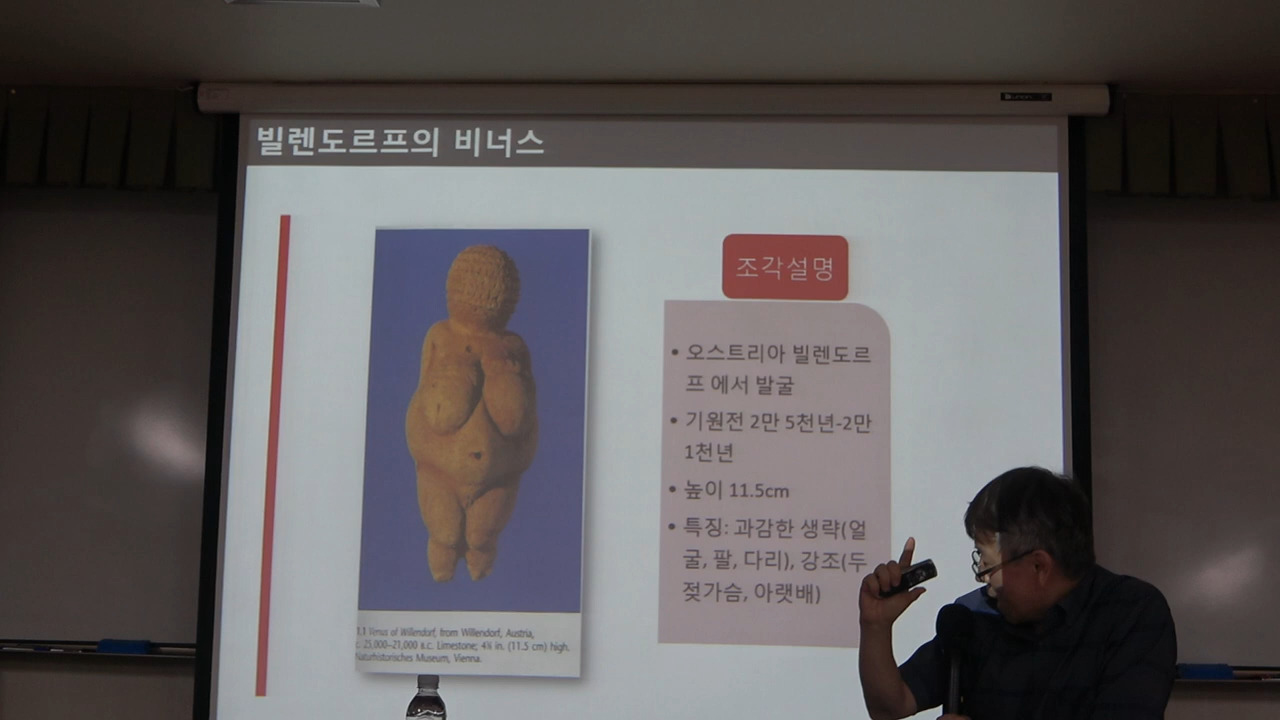 빌렌도르프의 비너스
조각설명
• 오스트리아 빌렌도르
프 에서 발굴
• 기원전 2만 5천년-2만
1천년
• 높이 11.5cm
• 특징: 과감한 생략(얼
굴, 팔, 다리), 강조(두
젖가슴, 아랫배)
1.1 Venus of Willendorf, from Willendorf, Austria,
c. 25,000–21,000 B.C. Limestone; 4⅜ in. (11.5 cm) high.
Naturhistorisches Museum, Vienna.